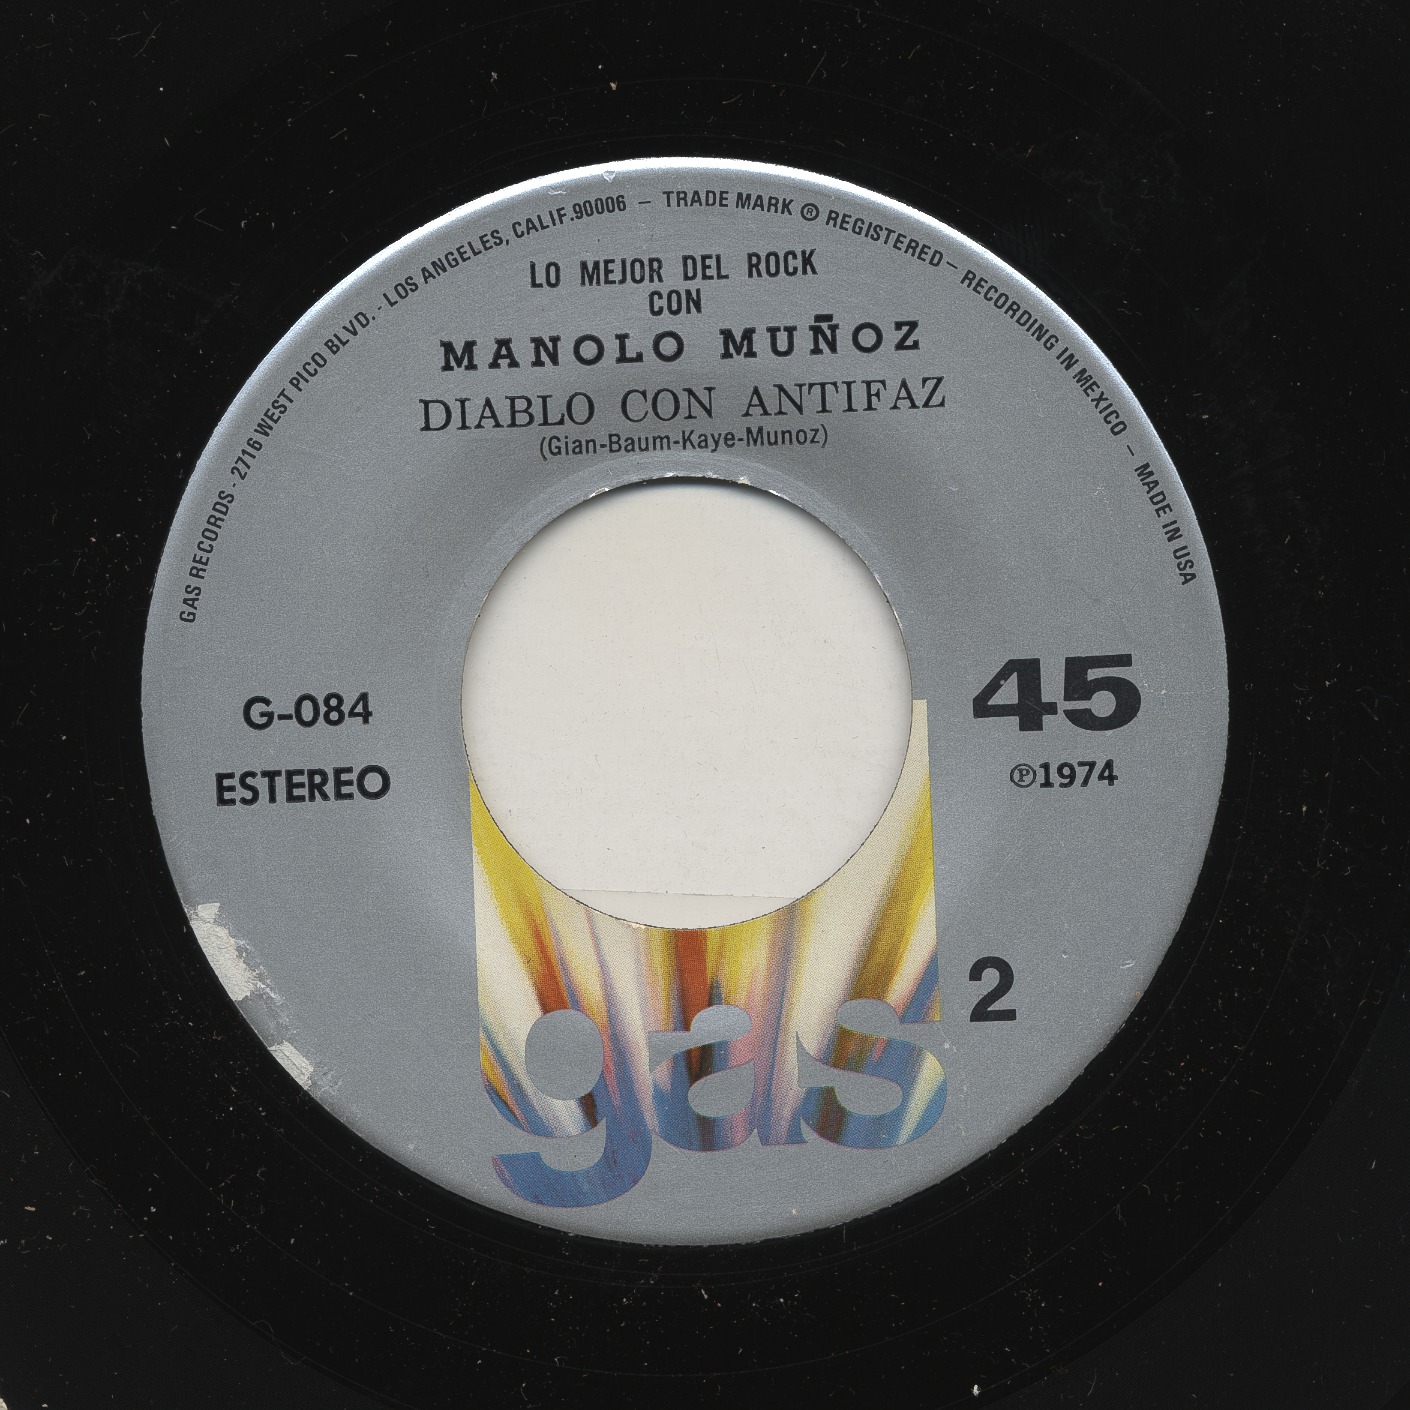 GAS RECORDS - 2716 WEST PICO BLVD. - LOS ANGELES, CALIF.90006 — TRADE MARK ® REGISTERED — RECORDING IN MEXICO — MADE IN USA
LO MEJOR DEL ROCK
CON
MANOLO MUÑOZ
DIABLO CON ANTIFAZ
(Gian-Baum-Kaye-Munoz)
G-084
ESTEREO
45
℗1974
2
gas